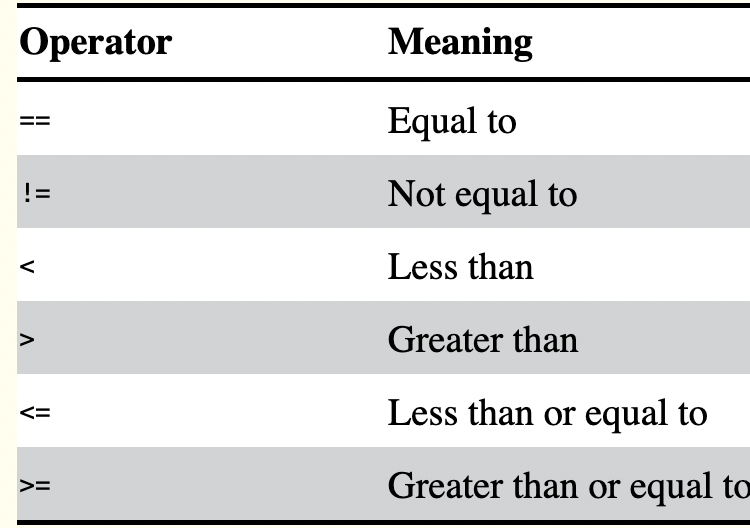 Operator Meaning
== Equal to
!= Not equal to
< Less than
> Greater than
<= Less than or equal to
>= Greater than or equal to